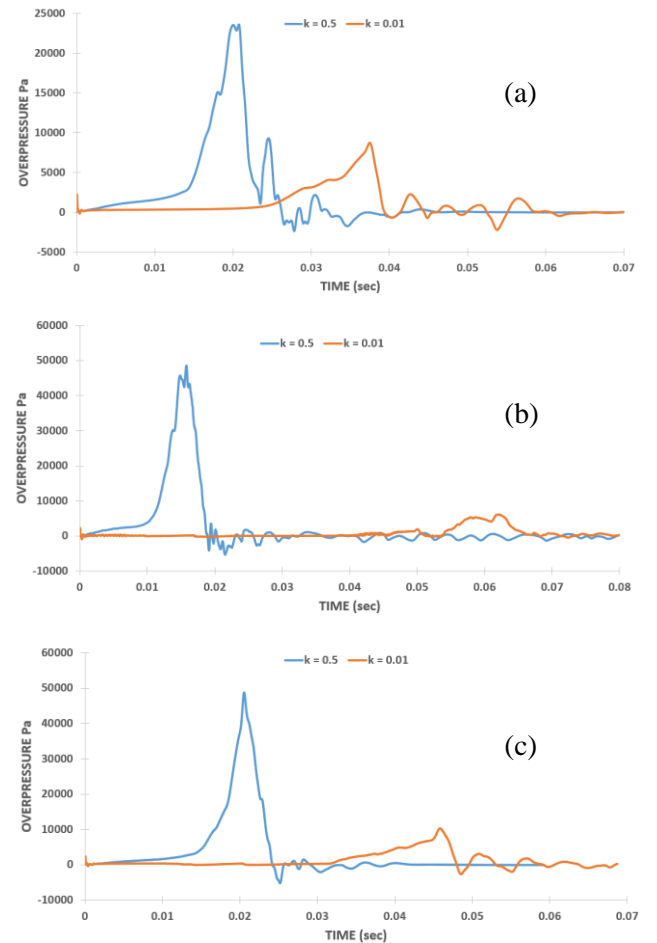 25000
20000
15000
10000
5000
0
-5000
OVERPRESSURE Pa
k = 0.5 k = 0.01
(a)
0 0.01 0.02 0.03 0.04 0.05 0.06 0.07
TIME (sec)
60000
50000
40000
30000
20000
10000
0
-10000
OVERPRESSURE Pa
k = 0.5 k = 0.01
(b)
0 0.01 0.02 0.03 0.04 0.05 0.06 0.07 0.08
TIME (sec)
60000
50000
40000
30000
20000
10000
0
-10000
OVERPRESSURE Pa
k = 0.5 k = 0.01
(c)
0 0.01 0.02 0.03 0.04 0.05 0.06 0.07
TIME (sec)